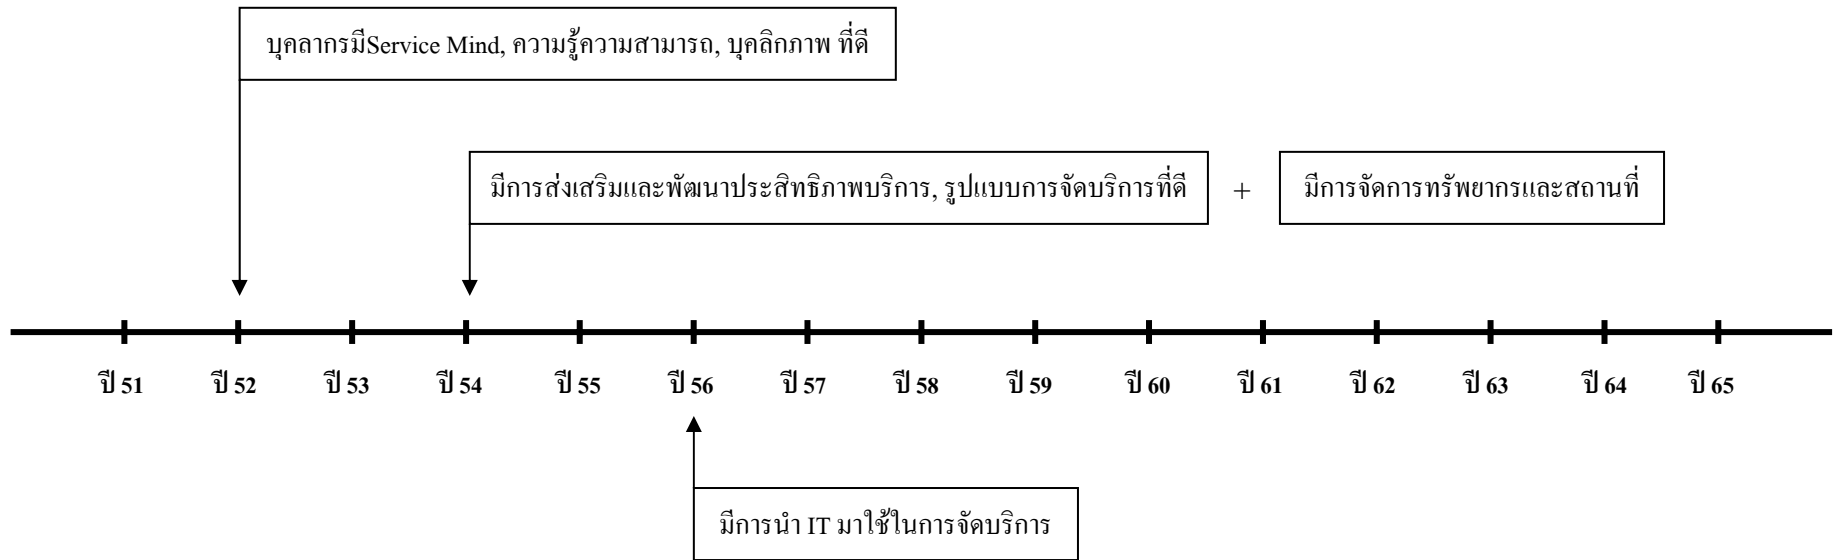 บุคลากรมีService Mind, ความรู้ความสามารถ, บุคลิกภาพ ที่ดี
มีการส่งเสริมและพัฒนาประสิทธิภาพบริการ, รูปแบบการจัดบริการที่ดี + มีการจัดการทรัพยากรและสถานที่
ปี 51 ปี 52 ปี 53 ปี 54 ปี 55 ปี 56 ปี 57 ปี 58 ปี 59 ปี 60 ปี 61 ปี 62 ปี 63 ปี 64 ปี 65
มีการนำ IT มาใช้ในการจัดบริการ